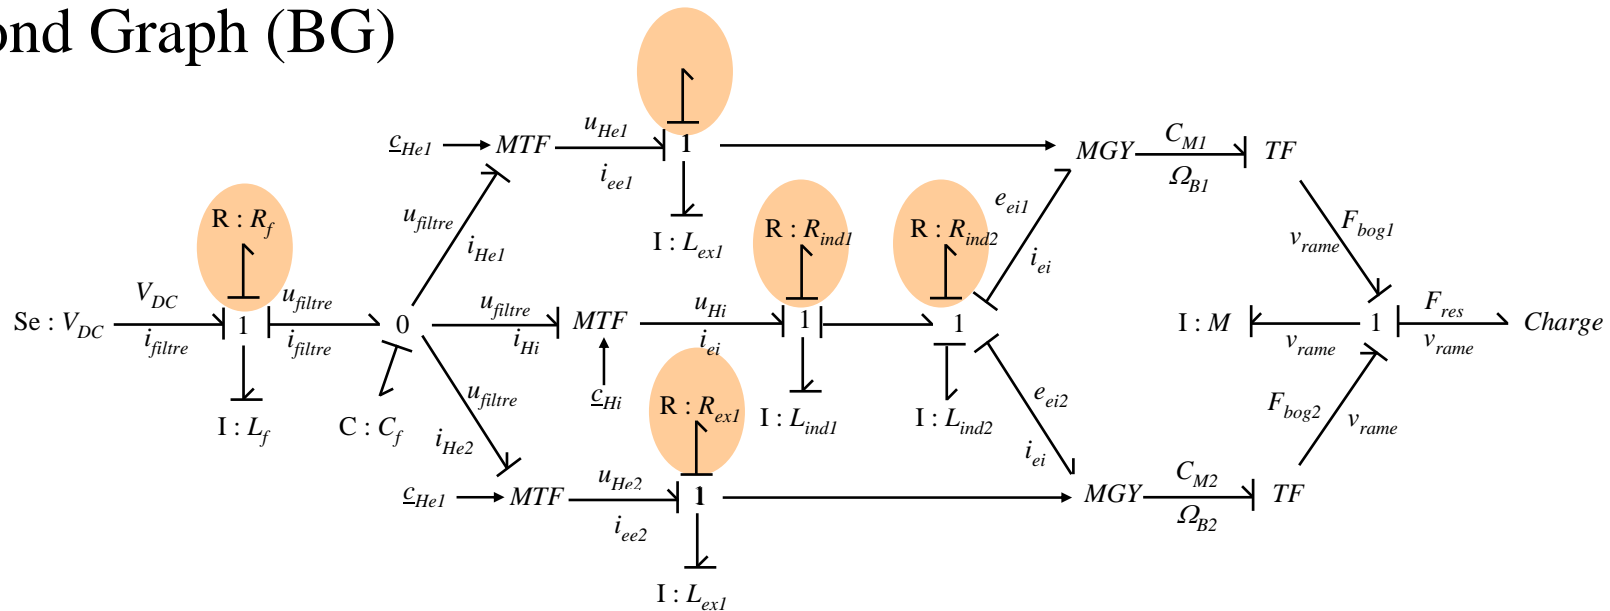 ond Graph (BG)
c_He1 MTF u_He1 i_ee1 1 MGY C_M1 Ω_B1 TF
I : L_ex1
u_filtre i_He1
e_ei1 i_ei
F_bog1 v_rame
R : R_f R : R_ind1 R : R_ind2
Se : V_DC V_DC i_filtre 1 u_filtre i_filtre 0 u_filtre i_Hi MTF u_Hi i_ei 1 1 I : M v_rame 1 F_res v_rame Charge
c_Hi
I : L_f C : C_f R : R_ex1 I : L_ind1 I : L_ind2
u_filtre i_He2
e_ei2 i_ei
F_bog2 v_rame
c_He1 MTF u_He2 i_ee2 1 MGY C_M2 Ω_B2 TF
I : L_ex1